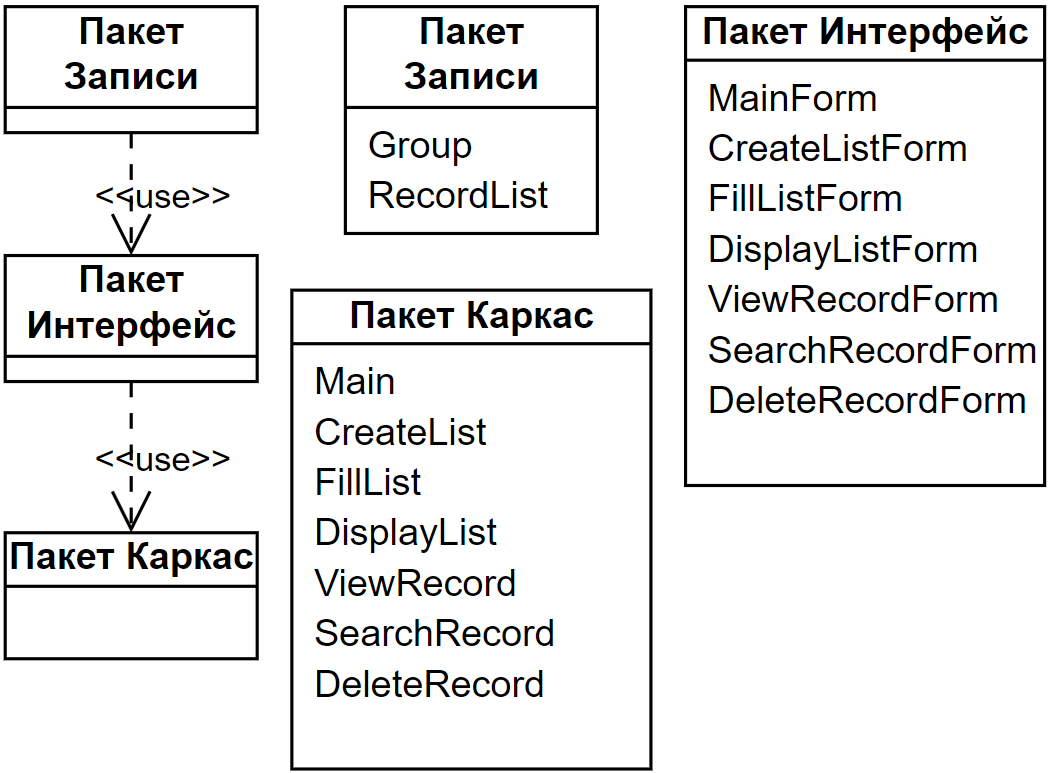 Пакет
Записи
<<use>>
Пакет
Интерфейс
<<use>>
Пакет Каркас
Пакет
Записи
Group
RecordList
Пакет Каркас
Main
CreateList
FillList
DisplayList
ViewRecord
SearchRecord
DeleteRecord
Пакет Интерфейс
MainForm
CreateListForm
FillListForm
DisplayListForm
ViewRecordForm
SearchRecordForm
DeleteRecordForm